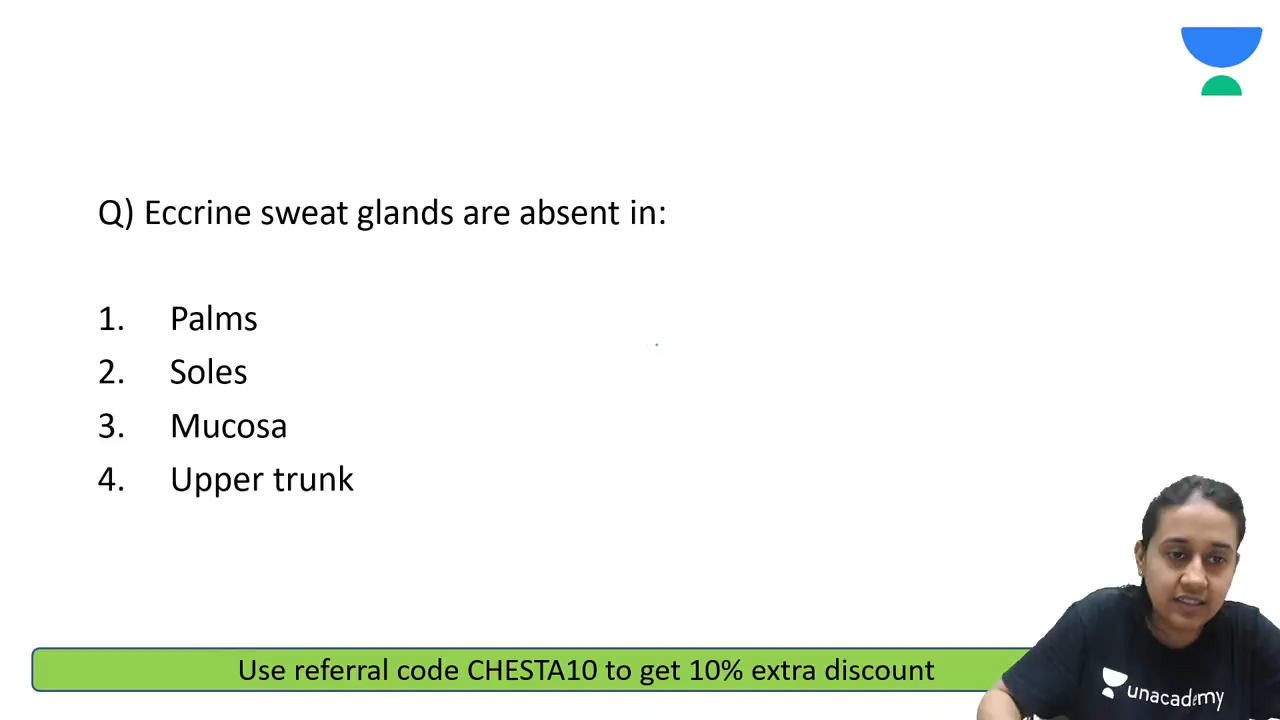 Q) Eccrine sweat glands are absent in:
1. Palms
2. Soles
3. Mucosa
4. Upper trunk
Use referral code CHESTA10 to get 10% extra discount
unacademy